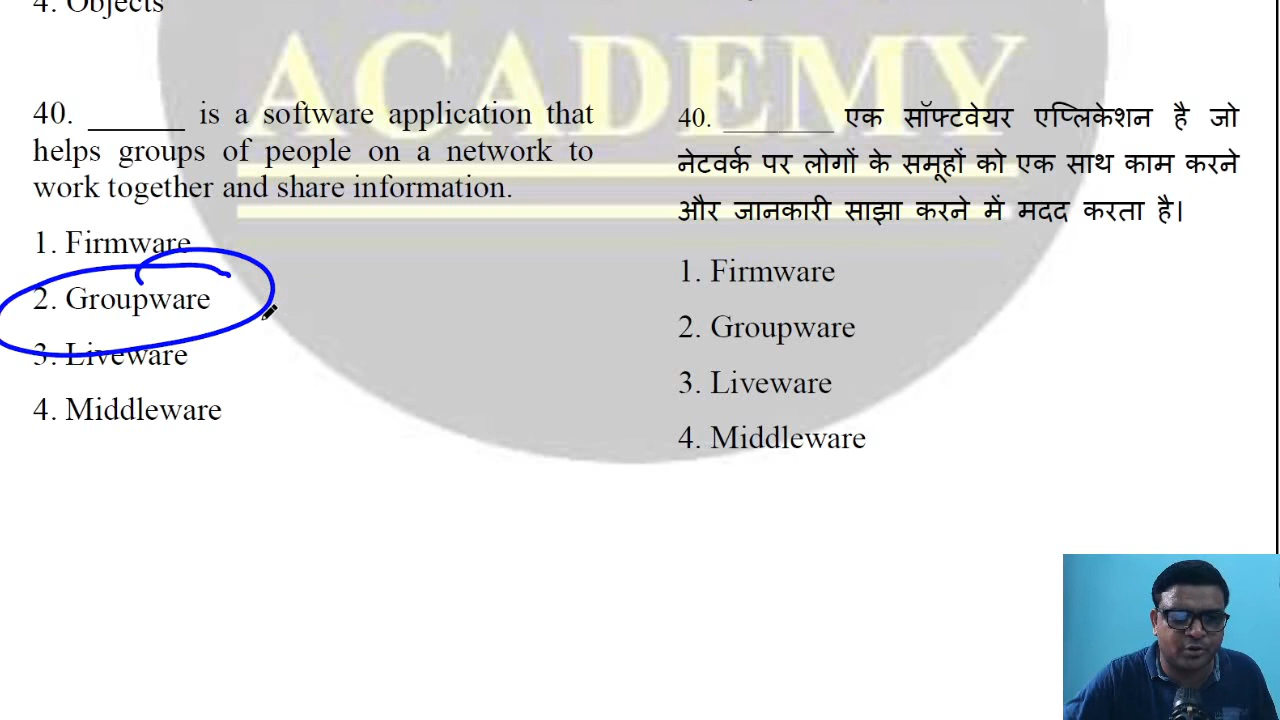 4. Objects
ACADEMY
40. ______ is a software application that
helps groups of people on a network to
work together and share information.
1. Firmware
2. Groupware
3. Liveware
4. Middleware
40. ________ एक सॉफ्टवेयर एप्लिकेशन है जो
नेटवर्क पर लोगों के समूहों को एक साथ काम करने
और जानकारी साझा करने में मदद करता है।
1. Firmware
2. Groupware
3. Liveware
4. Middleware